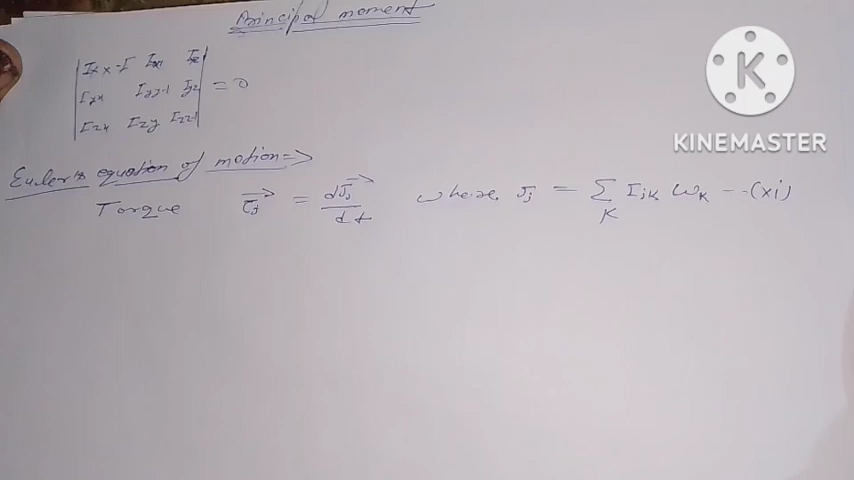 Principal moment
K
KINEMASTER
| Ixx-I Ixy Ixz |
| Iyx Iyy-I Iyz | = 0
| Izx Izy Izz-I |
Euler's equation of motion=>
Torque τj = dJj/dt where, Jj = Σ Ijk ωk --(xi)
K